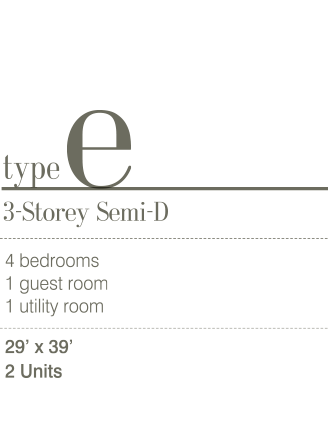 type e
3-Storey Semi-D
4 bedrooms
1 guest room
1 utility room
29’ x 39’
2 Units